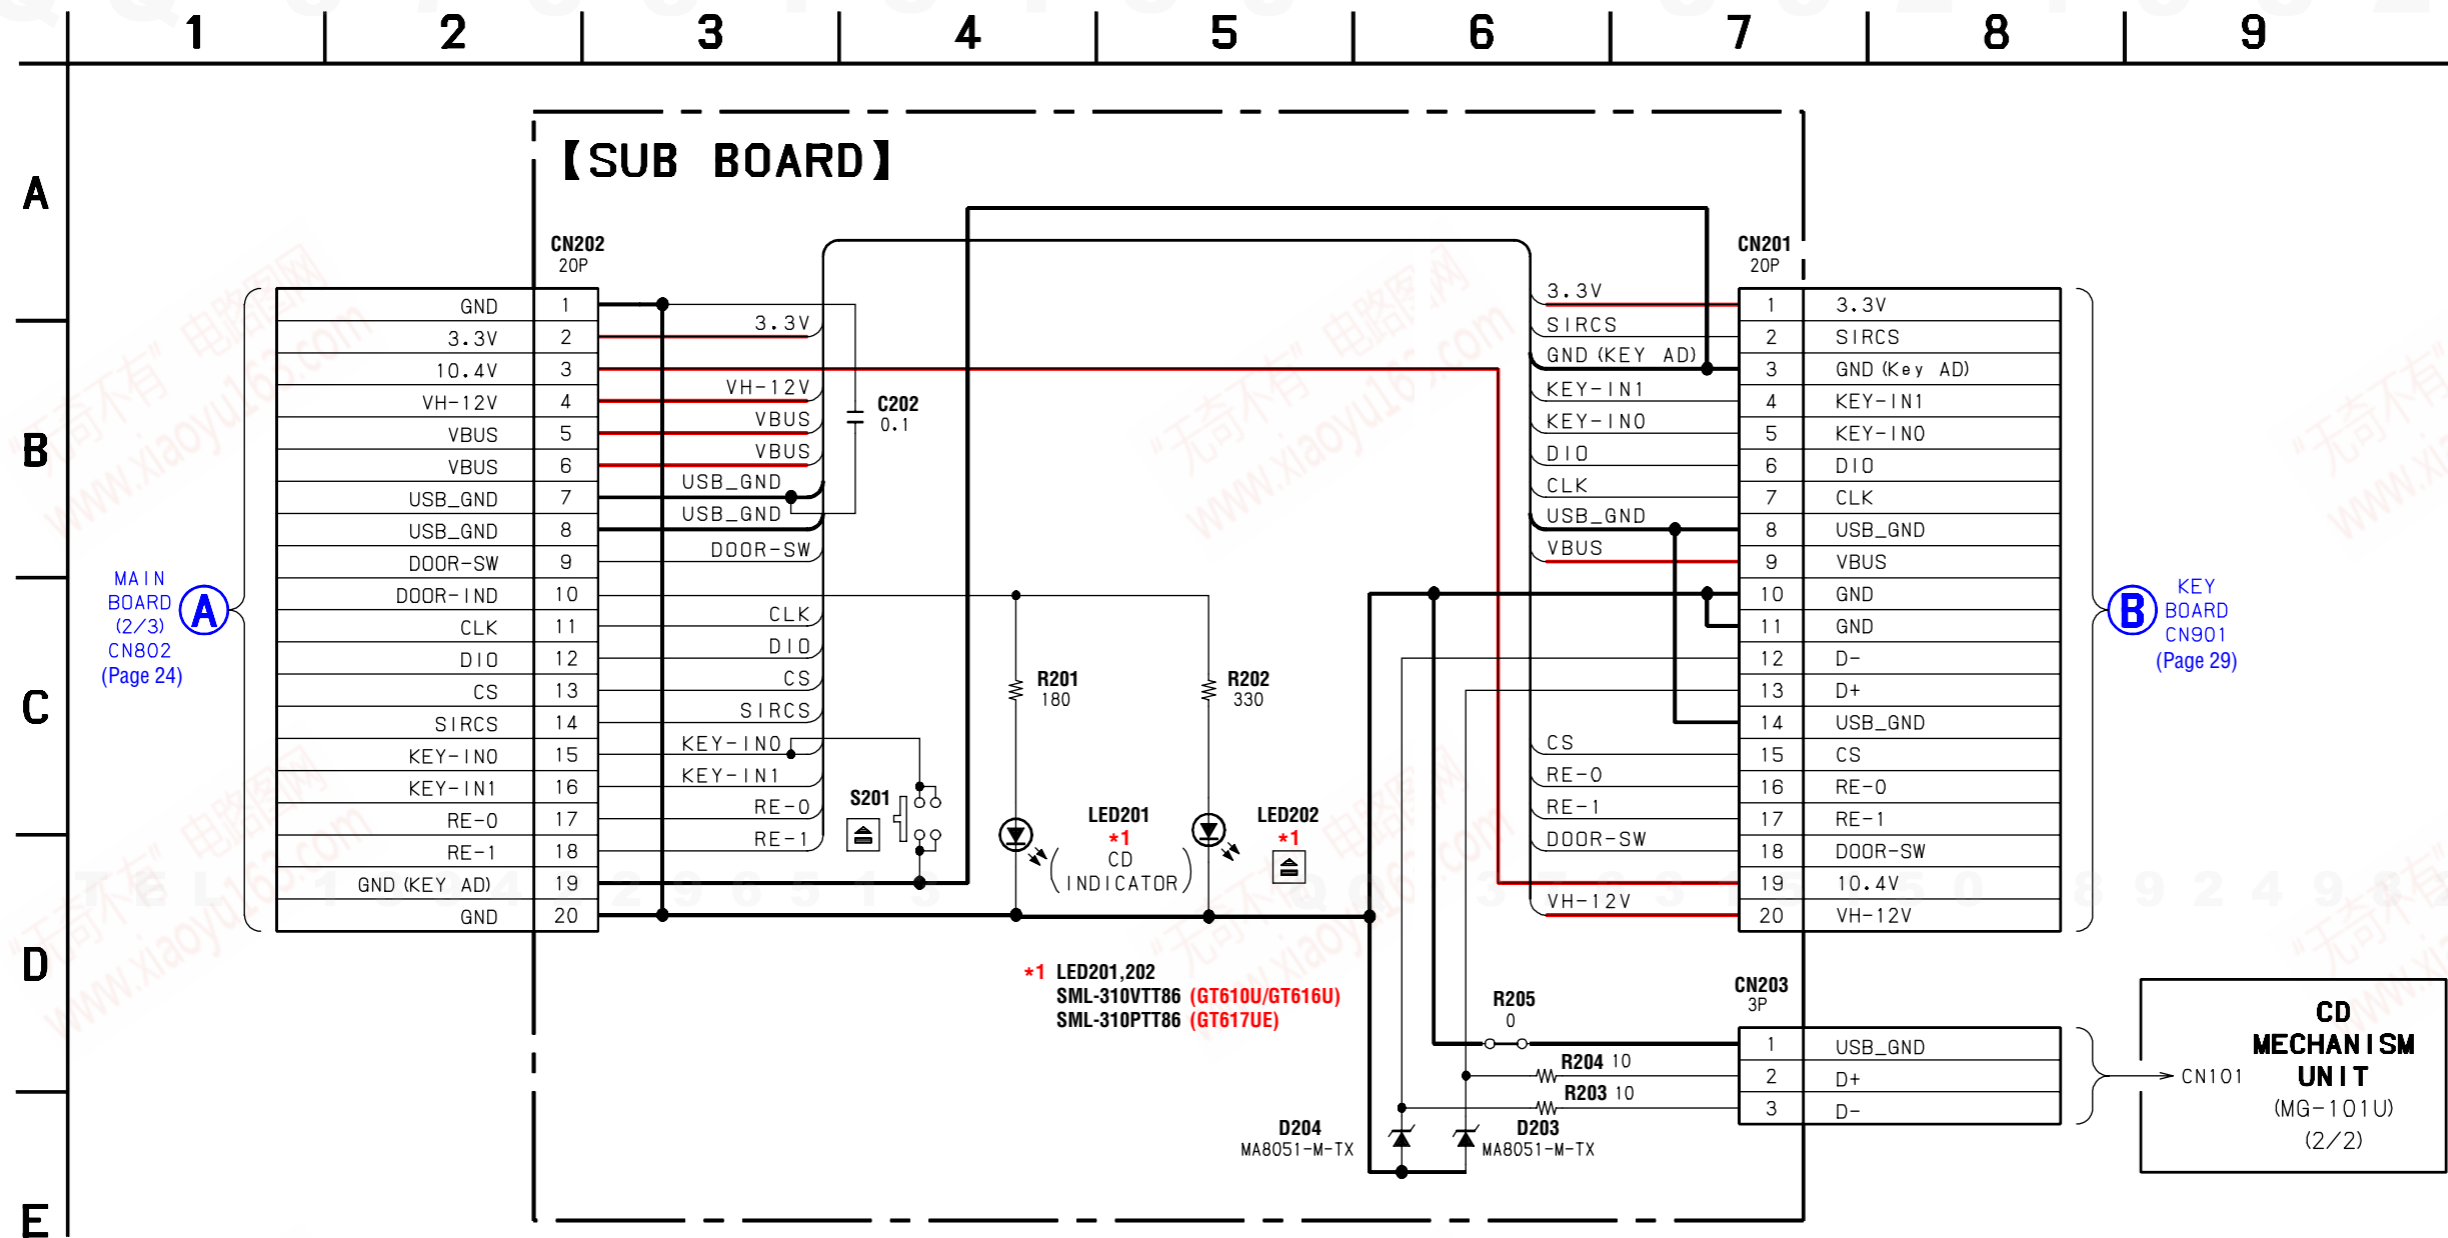 1 2 3 4 5 6 7 8 9
A
B
C
D
E
【SUB BOARD】
CN202
20P
GND 1
3.3V 2 3.3V
10.4V 3
VH-12V 4 VH-12V
VBUS 5 VBUS
VBUS 6 VBUS
USB_GND 7 USB_GND
USB_GND 8 USB_GND
DOOR-SW 9 DOOR-SW
DOOR-IND 10
CLK 11 CLK
DIO 12 DIO
CS 13 CS
SIRCS 14 SIRCS
KEY-IN0 15 KEY-IN0
KEY-IN1 16 KEY-IN1
RE-0 17 RE-0
RE-1 18 RE-1
GND (KEY AD) 19
GND 20
MAIN
BOARD
(2/3)
CN802
(Page 24)
A
C202
0.1
R201
180
R202
330
S201
LED201
*1
CD
INDICATOR
LED202
*1
*1 LED201,202
SML-310VTT86 (GT610U/GT616U)
SML-310PTT86 (GT617UE)
CN201
20P
3.3V 1 3.3V
SIRCS 2 SIRCS
GND (KEY AD) 3 GND (Key AD)
KEY-IN1 4 KEY-IN1
KEY-IN0 5 KEY-IN0
DIO 6 DIO
CLK 7 CLK
USB_GND 8 USB_GND
VBUS 9 VBUS
10 GND
11 GND
12 D-
13 D+
14 USB_GND
CS 15 CS
RE-0 16 RE-0
RE-1 17 RE-1
DOOR-SW 18 DOOR-SW
19 10.4V
VH-12V 20 VH-12V
B
KEY
BOARD
CN901
(Page 29)
CN203
3P
1 USB_GND
2 D+
3 D-
R205
0
R204 10
R203 10
D204
MA8051-M-TX
D203
MA8051-M-TX
CN101
CD
MECHANISM
UNIT
(MG-101U)
(2/2)
"无奇不有" 电路图网
www.xiaoyu163.com